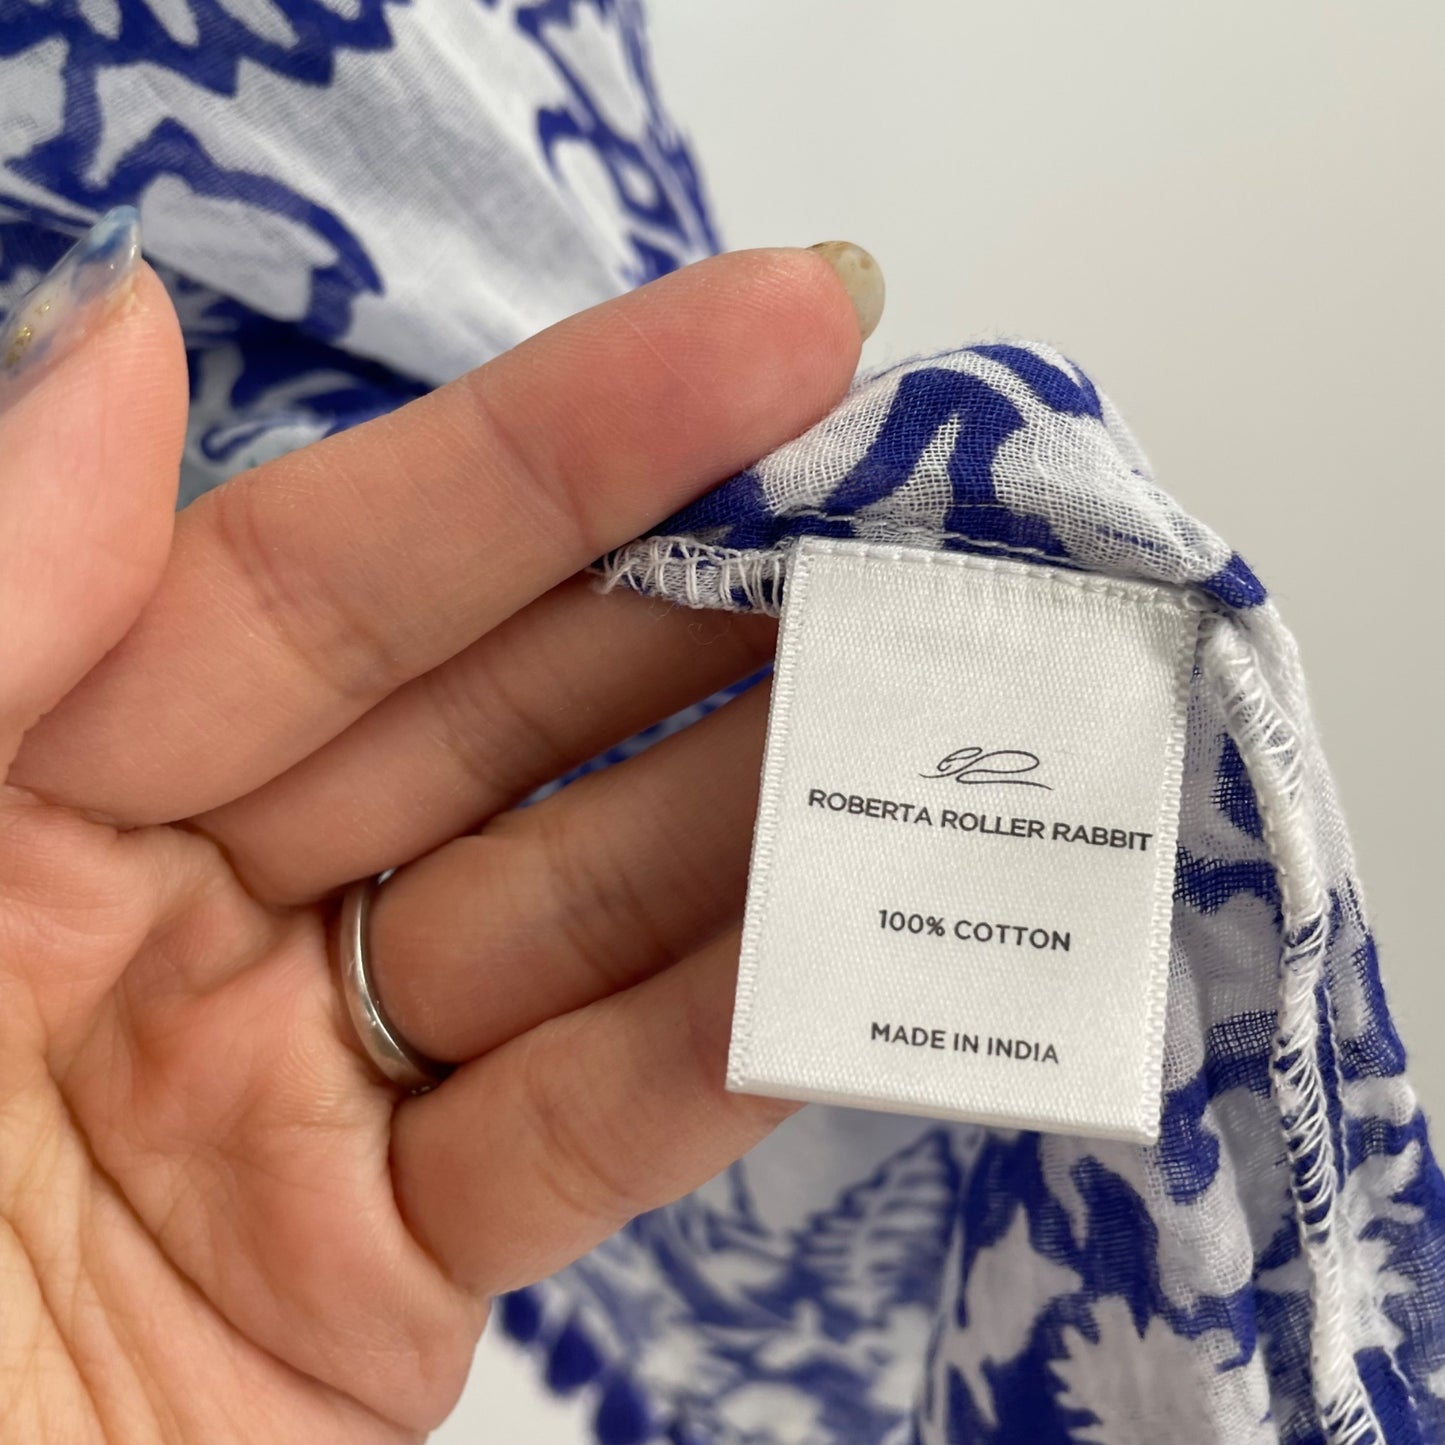 ROBERTA ROLLER RABBIT
100% COTTON
MADE IN INDIA